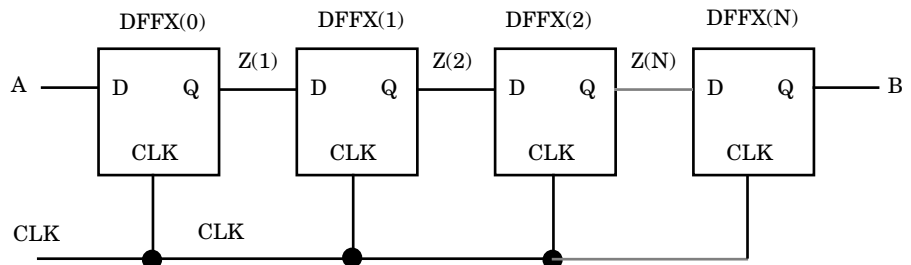 DFFX(0) DFFX(1) DFFX(2) DFFX(N)
Z(1) Z(2) Z(N)
A D Q D Q D Q D Q B
CLK CLK CLK CLK
CLK CLK